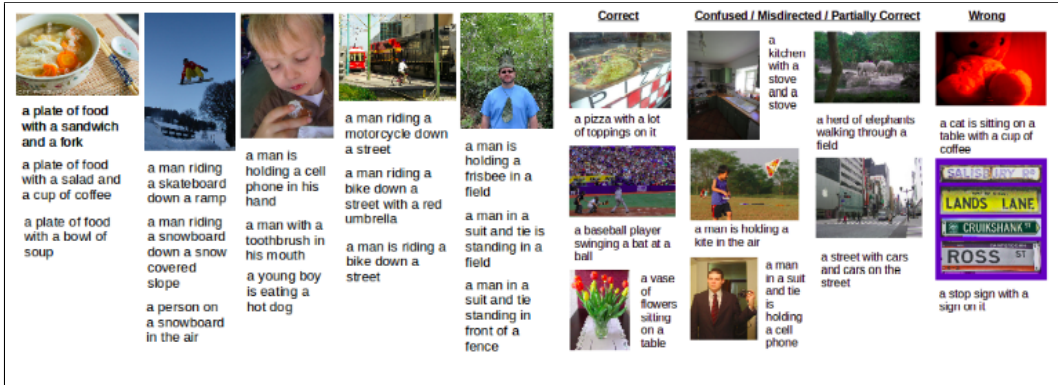 a plate of food
with a sandwich
and a fork
a plate of food
with a salad and
a cup of coffee
a plate of food
with a bowl of
soup
a man riding
a skateboard
down a ramp
a man riding
a snowboard
down a snow
covered
slope
a person on
a snowboard
in the air
a man is
holding a cell
phone in his
hand
a man with a
toothbrush in
his mouth
a young boy
is eating a
hot dog
a man riding a
motorcycle down
a street
a man riding a
bike down a
street with a red
umbrella
a man is riding a
bike down a
street
a man is
holding a
frisbee in a
field
a man in a
suit and tie is
standing in a
field
a man in a
suit and tie
standing in
front of a
fence
Correct
a pizza with a lot
of toppings on it
a baseball player
swinging a bat at a
ball
a vase
of
flowers
sitting
on a
table
Confused / Misdirected / Partially Correct
a
kitchen
with a
stove
and a
stove
a man is holding a
kite in the air
a man
in a suit
and tie
is
holding
a cell
phone
a herd of elephants
walking through a
field
a street with cars
and cars on the
street
Wrong
a cat is sitting on a
table with a cup of
coffee
SALISBURY RD
LANDS LANE
CRUIKSHANK ST
ROSS ST
a stop sign with a
sign on it